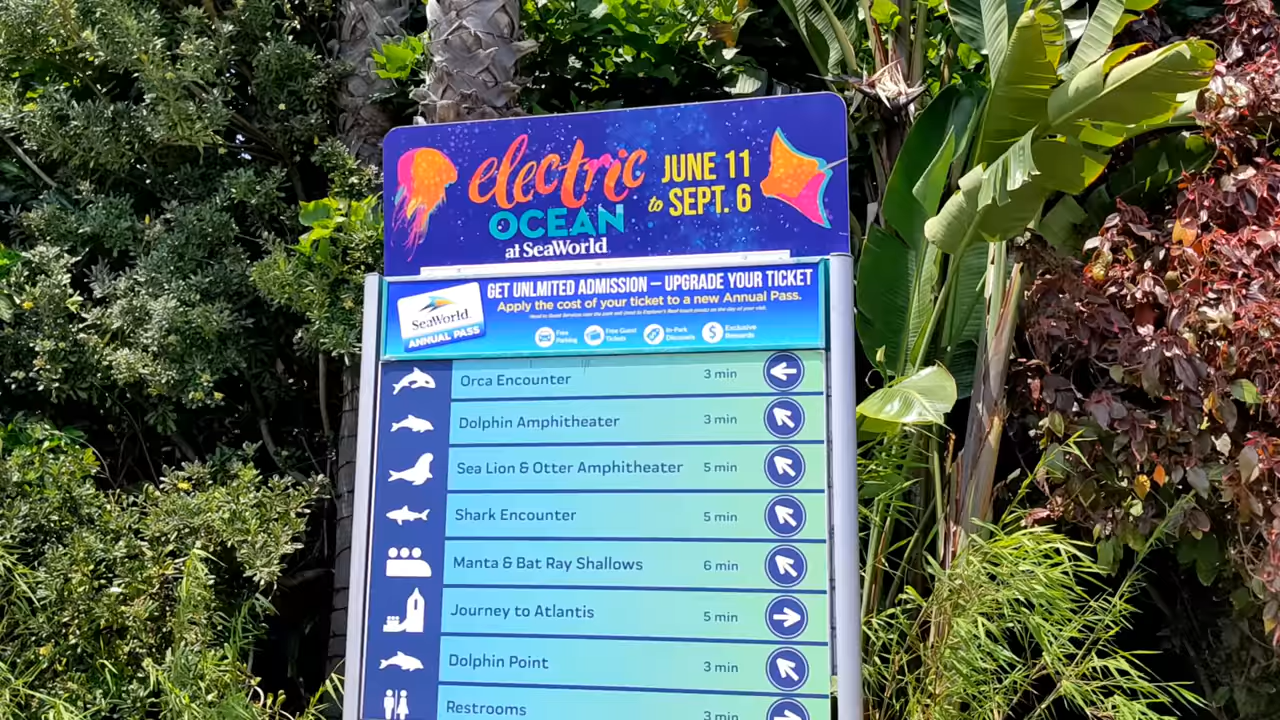 electric
OCEAN
at SeaWorld
JUNE 11
to SEPT. 6
SeaWorld
ANNUAL PASS
GET UNLMITED ADMISSION – UPGRADE YOUR TICKET
Apply the cost of your ticket to a new Annual Pass.
Free Parking
Free Guest Tickets
In-Park Discounts
$ Exclusive Rewards
Orca Encounter 3 min
Dolphin Amphitheater 3 min
Sea Lion & Otter Amphitheater 5 min
Shark Encounter 5 min
Manta & Bat Ray Shallows 6 min
Journey to Atlantis 5 min
Dolphin Point 3 min
Restrooms 3 min